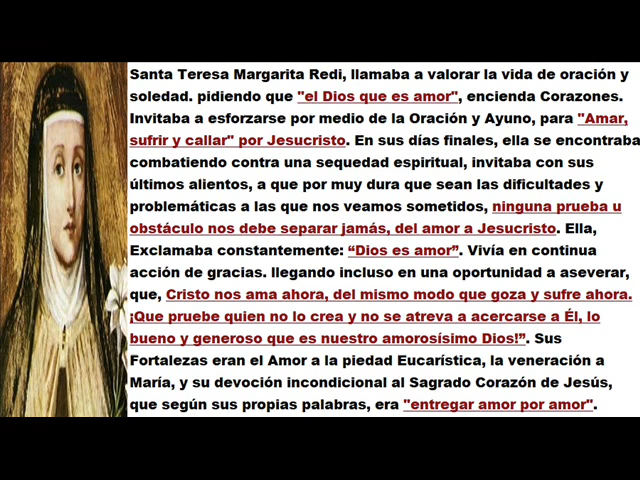 Santa Teresa Margarita Redi, llamaba a valorar la vida de oración y
soledad. pidiendo que "el Dios que es amor", encienda Corazones.
Invitaba a esforzarse por medio de la Oración y Ayuno, para "Amar,
sufrir y callar" por Jesucristo. En sus días finales, ella se encontraba
combatiendo contra una sequedad espiritual, invitaba con sus
últimos alientos, a que por muy dura que sean las dificultades y
problemáticas a las que nos veamos sometidos, ninguna prueba u
obstáculo nos debe separar jamás, del amor a Jesucristo. Ella,
Exclamaba constantemente: “Dios es amor”. Vivía en continua
acción de gracias. llegando incluso en una oportunidad a aseverar,
que, Cristo nos ama ahora, del mismo modo que goza y sufre ahora.
¡Que pruebe quien no lo crea y no se atreva a acercarse a Él, lo
bueno y generoso que es nuestro amorosísimo Dios!”. Sus
Fortalezas eran el Amor a la piedad Eucarística, la veneración a
María, y su devoción incondicional al Sagrado Corazón de Jesús,
que según sus propias palabras, era "entregar amor por amor".